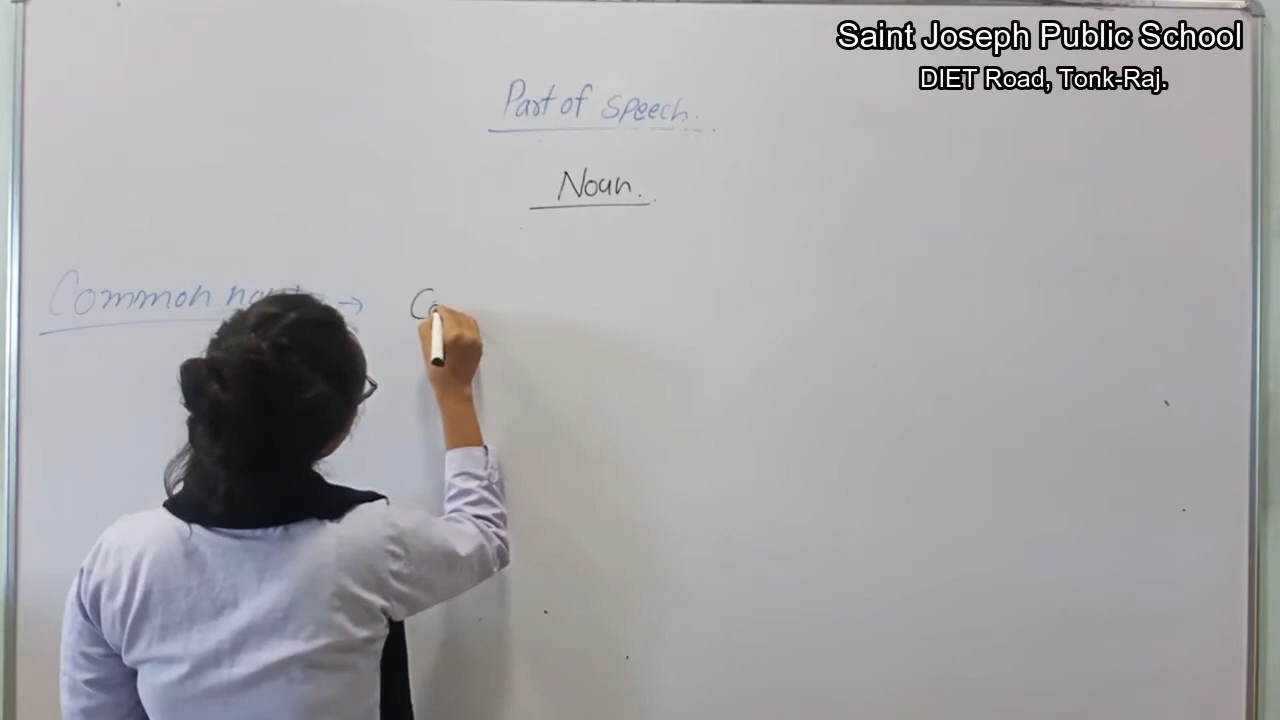 Saint Joseph Public School
DIET Road, Tonk-Raj.
Part of speech.
Noun.
Common →